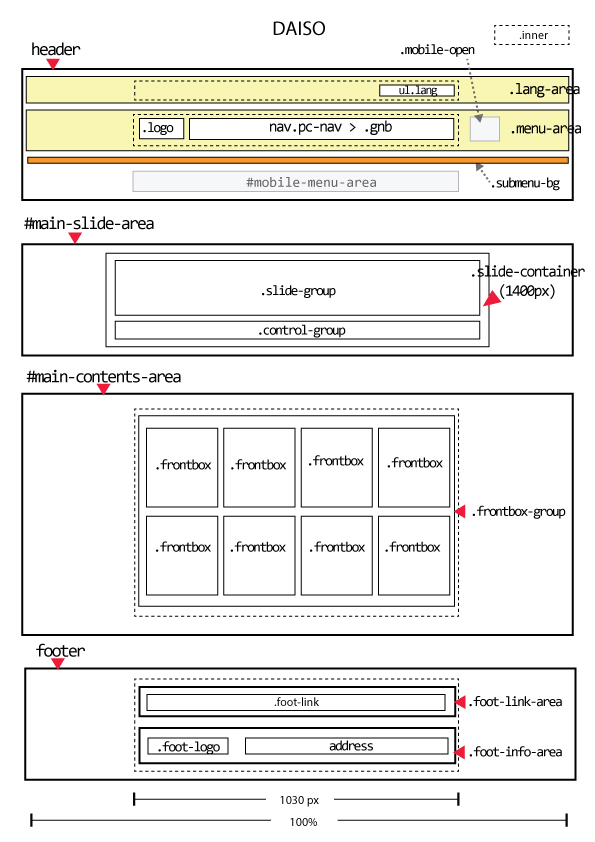 DAISO
.inner
header
.mobile-open
ul.lang
.lang-area
.logo
nav.pc-nav > .gnb
.menu-area
#mobile-menu-area
.submenu-bg
#main-slide-area
.slide-container
(1400px)
.slide-group
.control-group
#main-contents-area
.frontbox
.frontbox
.frontbox
.frontbox
.frontbox-group
.frontbox
.frontbox
.frontbox
.frontbox
footer
.foot-link
.foot-link-area
.foot-logo
address
.foot-info-area
1030 px
100%